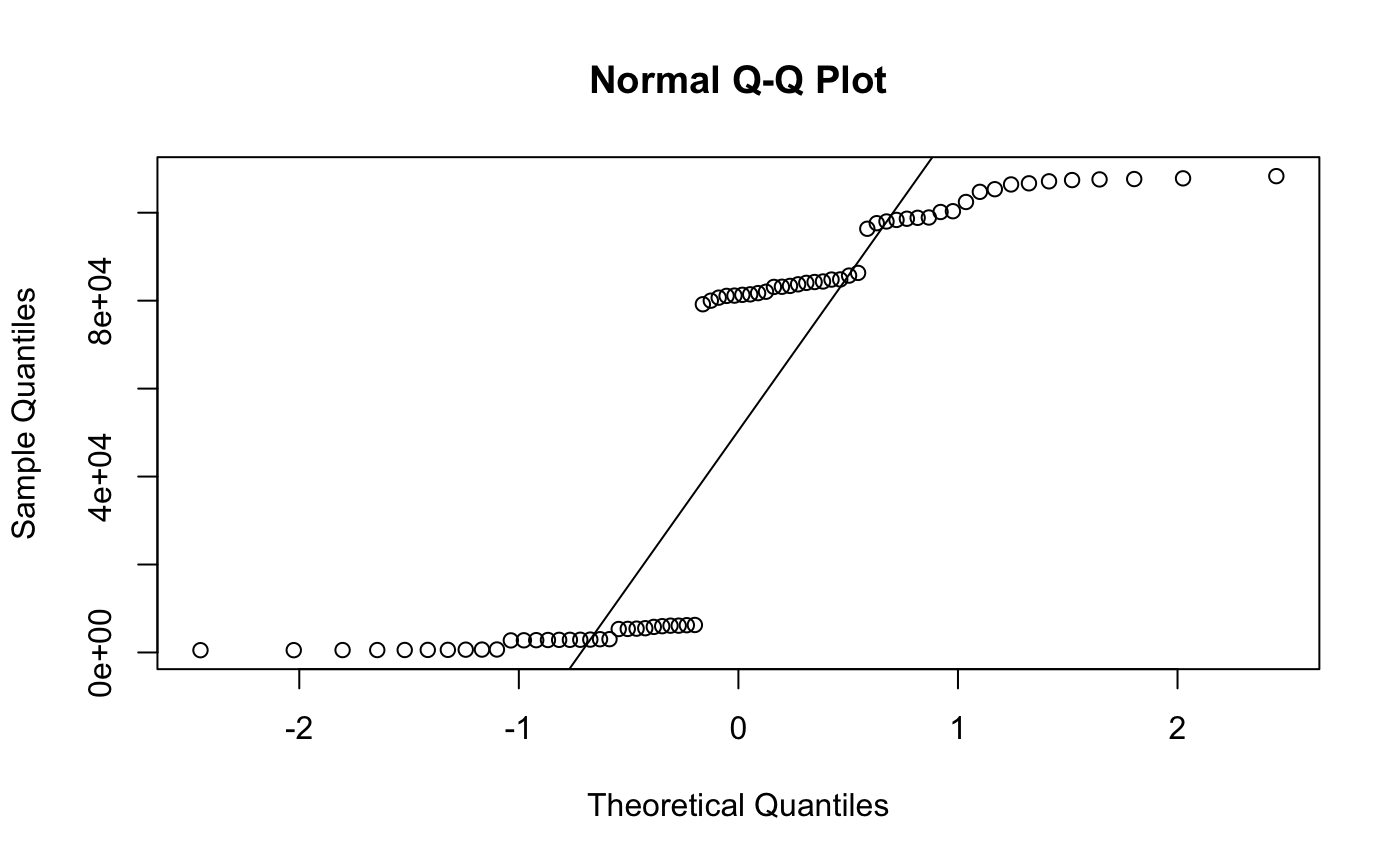 Normal Q-Q Plot
Sample Quantiles
8e+04
4e+04
0e+00
-2 -1 0 1 2
Theoretical Quantiles